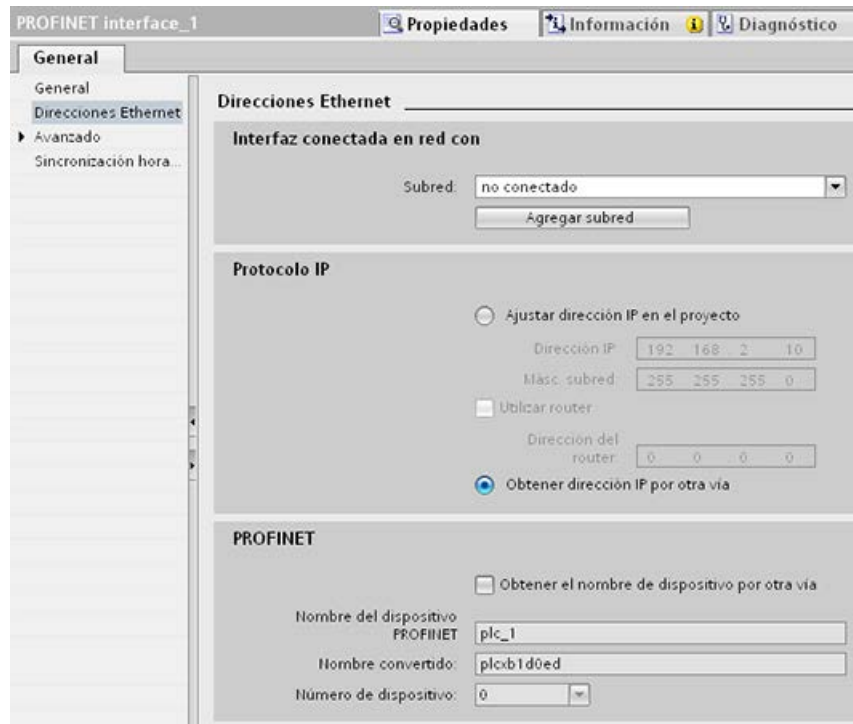 PROFINET interface_1
Propiedades
Información
Diagnóstico
General
General
Direcciones Ethernet
Avanzado
Sincronización hora...
Direcciones Ethernet
Interfaz conectada en red con
Subred: no conectado
Agregar subred
Protocolo IP
Ajustar dirección IP en el proyecto
Dirección IP: 192 . 168 . 2 . 10
Másc. subred: 255 . 255 . 255 . 0
Utilizar router
Dirección del
router: 0 . 0 . 0 . 0
Obtener dirección IP por otra vía
PROFINET
Obtener el nombre de dispositivo por otra vía
Nombre del dispositivo
PROFINET plc_1
Nombre convertido: plcxb1d0ed
Número de dispositivo: 0